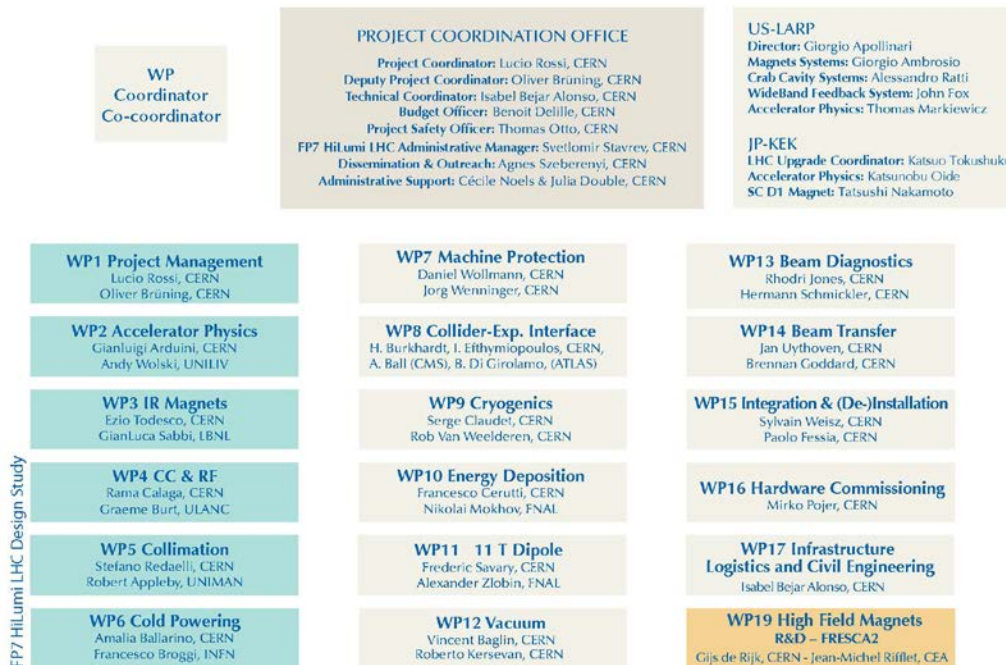 WP
Coordinator
Co-coordinator
PROJECT COORDINATION OFFICE
Project Coordinator: Lucio Rossi, CERN
Deputy Project Coordinator: Oliver Brüning, CERN
Technical Coordinator: Isabel Bejar Alonso, CERN
Budget Officer: Benoit Delille, CERN
Project Safety Officer: Thomas Otto, CERN
FP7 HiLumi LHC Administrative Manager: Svetlomir Stavrev, CERN
Dissemination & Outreach: Agnes Szeberenyi, CERN
Administrative Support: Cécile Noels & Julia Double, CERN
US-LARP
Director: Giorgio Apollinari
Magnets Systems: Giorgio Ambrosio
Crab Cavity Systems: Alessandro Ratti
WideBand Feedback System: John Fox
Accelerator Physics: Thomas Markiewicz
JP-KEK
LHC Upgrade Coordinator: Katsuo Tokushuku
Accelerator Physics: Katsunobu Oide
SC D1 Magnet: Tatsushi Nakamoto
FP7 HiLumi LHC Design Study
WP1 Project Management
Lucio Rossi, CERN
Oliver Brüning, CERN
WP2 Accelerator Physics
Gianluigi Arduini, CERN
Andy Wolski, UNILIV
WP3 IR Magnets
Ezio Todesco, CERN
GianLuca Sabbi, LBNL
WP4 CC & RF
Rama Calaga, CERN
Graeme Burt, ULANC
WP5 Collimation
Stefano Redaelli, CERN
Robert Appleby, UNIMAN
WP6 Cold Powering
Amalia Ballarino, CERN
Francesco Broggi, INFN
WP7 Machine Protection
Daniel Wollmann, CERN
Jorg Wenninger, CERN
WP8 Collider-Exp. Interface
H. Burkhardt, I. Efthymiopoulos, CERN,
A. Ball (CMS), B. Di Girolamo, (ATLAS)
WP9 Cryogenics
Serge Claudet, CERN
Rob Van Weelderen, CERN
WP10 Energy Deposition
Francesco Cerutti, CERN
Nikolai Mokhov, FNAL
WP11 11 T Dipole
Frederic Savary, CERN
Alexander Zlobin, FNAL
WP12 Vacuum
Vincent Baglin, CERN
Roberto Kersevan, CERN
WP13 Beam Diagnostics
Rhodri Jones, CERN
Hermann Schmickler, CERN
WP14 Beam Transfer
Jan Uythoven, CERN
Brennan Goddard, CERN
WP15 Integration & (De-)Installation
Sylvain Weisz, CERN
Paolo Fessia, CERN
WP16 Hardware Commissioning
Mirko Pojer, CERN
WP17 Infrastructure
Logistics and Civil Engineering
Isabel Bejar Alonso, CERN
WP19 High Field Magnets
R&D – FRESCA2
Gijs de Rijk, CERN - Jean-Michel Rifflet, CEA